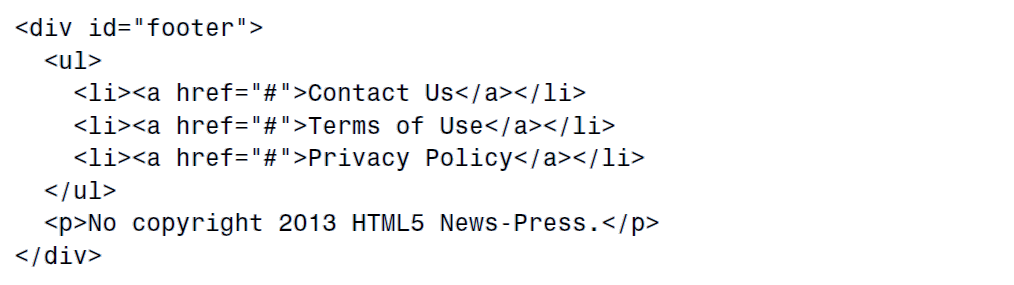 <div id="footer">
  <ul>
    <li><a href="#">Contact Us</a></li>
    <li><a href="#">Terms of Use</a></li>
    <li><a href="#">Privacy Policy</a></li>
  </ul>
  <p>No copyright 2013 HTML5 News-Press.</p>
</div>